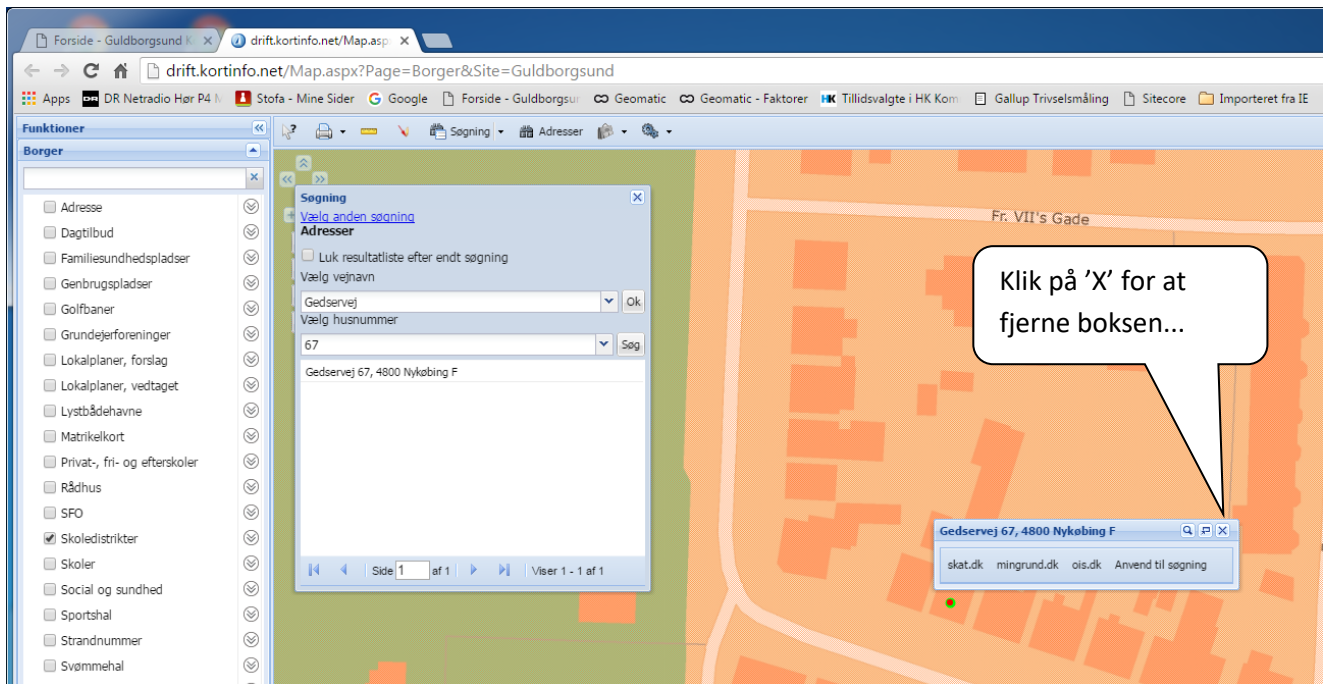 Forside - Guldborgsund K
drift.kortinfo.net/Map.asp
drift.kortinfo.net/Map.aspx?Page=Borger&Site=Guldborgsund
Apps DR Netradio Hør P4 Stofa - Mine Sider Google Forside - Guldborgsur Geomatic Geomatic - Faktorer HK Tillidsvalgte i HK Kom Gallup Trivselsmåling Sitecore Importeret fra IE
Funktioner
Søgning Adresser
Borger
Adresse
Dagtilbud
Familiesundhedspladser
Genbrugspladser
Golfbaner
Grundejerforeninger
Lokalplaner, forslag
Lokalplaner, vedtaget
Lystbådehavne
Matrikelkort
Privat-, fri- og efterskoler
Rådhus
SFO
Skoledistrikter
Skoler
Social og sundhed
Sportshal
Strandnummer
Svømmehal
Søgning
Vælg anden søgning
Adresser
Luk resultatliste efter endt søgning
Vælg vejnavn
Gedservej Ok
Vælg husnummer
67 Søg
Gedservej 67, 4800 Nykøbing F
Side 1 af 1 Viser 1 - 1 af 1
Fr. VII's Gade
Klik på ’X’ for at
fjerne boksen...
Gedservej 67, 4800 Nykøbing F
skat.dk mingrund.dk ois.dk Anvend til søgning